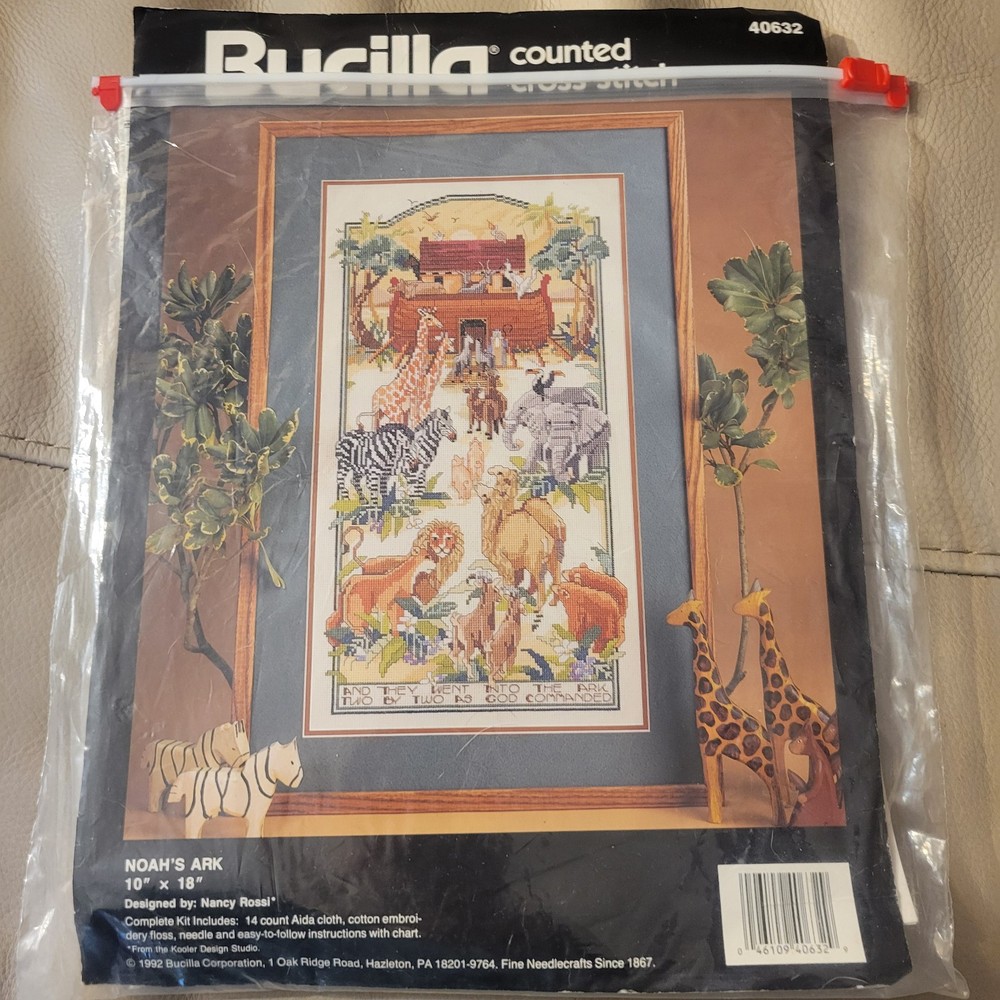 40632
Bucilla® counted
cross stitch
AND THEY WENT INTO THE ARK
TWO BY TWO AS GOD COMMANDED
NOAH'S ARK
10" x 18"
Designed by: Nancy Rossi*
Complete Kit Includes: 14 count Aida cloth, cotton embroi-
dery floss, needle and easy-to-follow instructions with chart.
*From the Kooler Design Studio.
© 1992 Bucilla Corporation, 1 Oak Ridge Road, Hazleton, PA 18201-9764. Fine Needlecrafts Since 1867.
0 46109 40632 9